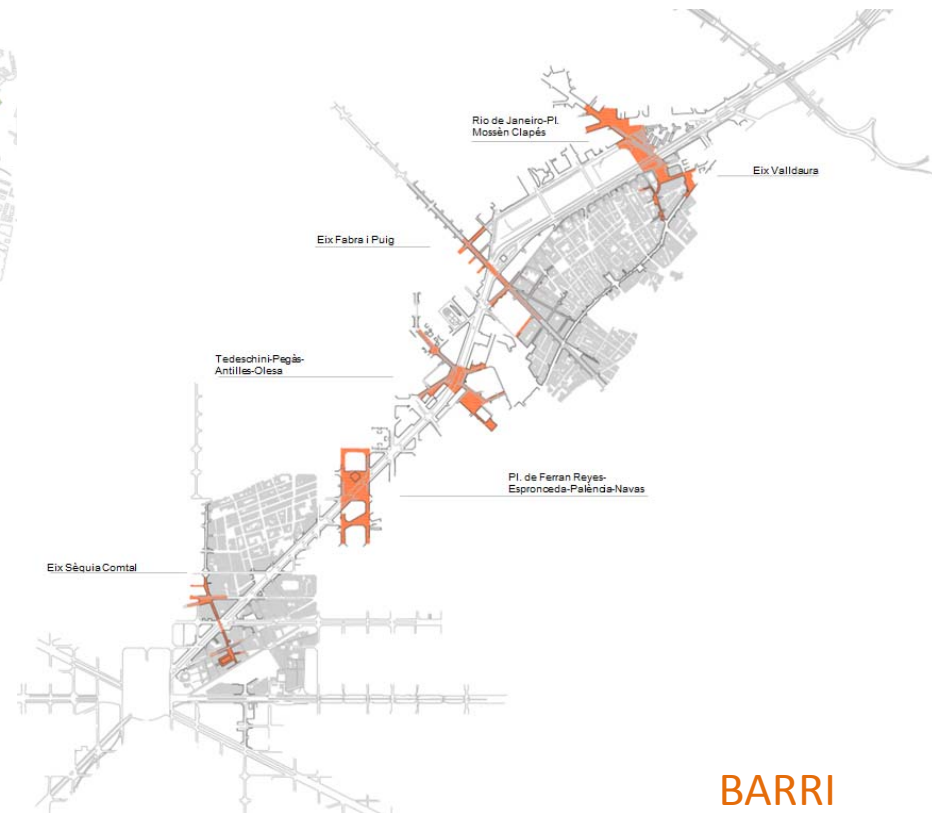 Rio de Janeiro-Pl.
Mossèn Clapés
Eix Valldaura
Eix Fabra i Puig
Tedeschini-Pegàs-
Antilles-Olesa
Pl. de Ferran Reyes-
Espronceda-Palència-Navas
Eix Sèquia Comtal
BARRI